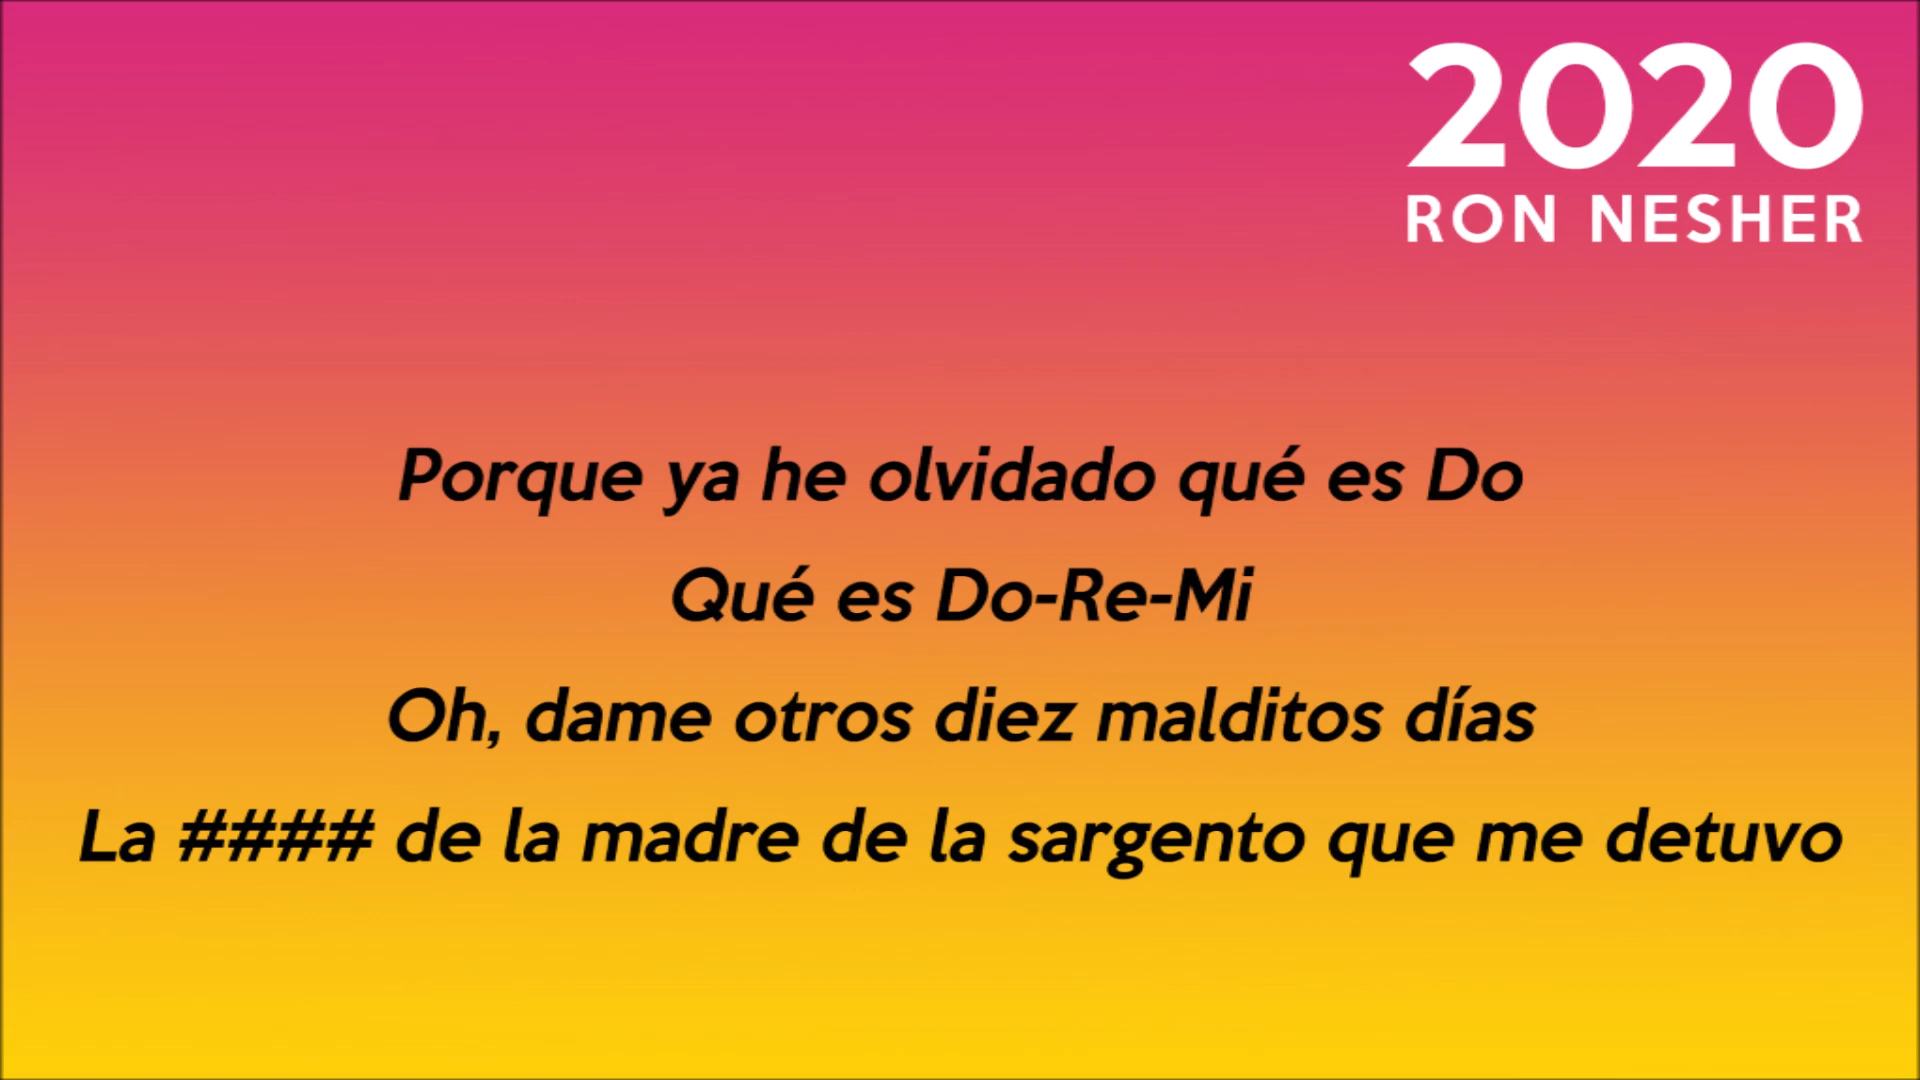 2020
RON NESHER
Porque ya he olvidado qué es Do
Qué es Do-Re-Mi
Oh, dame otros diez malditos días
La #### de la madre de la sargento que me detuvo